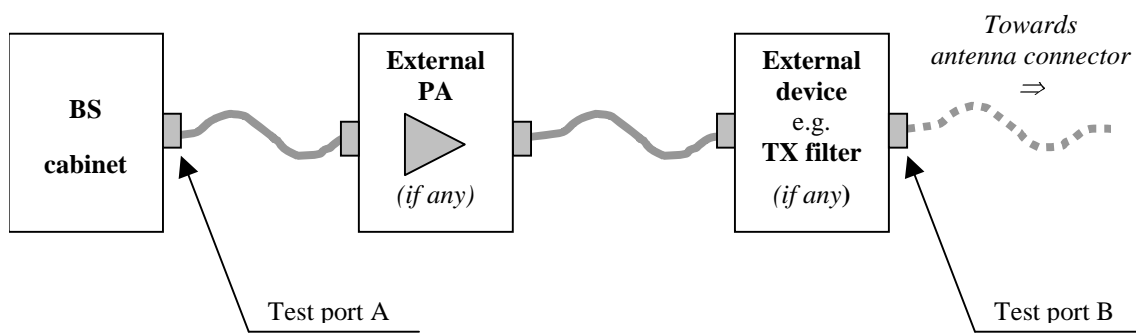 BS
cabinet
External
PA
(if any)
External
device
e.g.
TX filter
(if any)
Towards
antenna connector
⇒
Test port A
Test port B